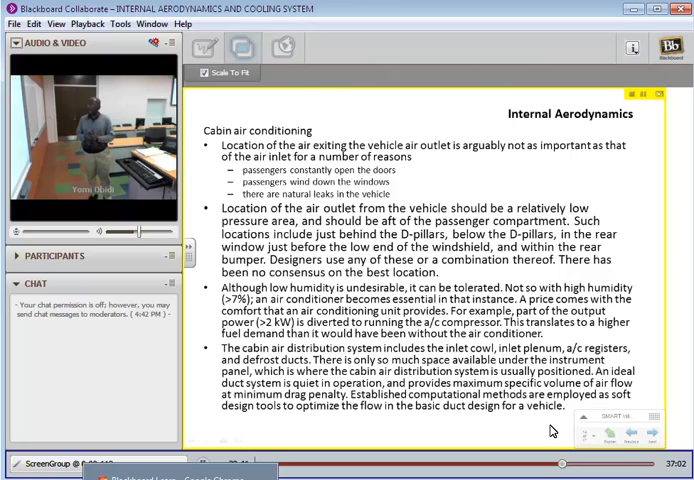 Blackboard Collaborate – INTERNAL AERODYNAMICS AND COOLING SYSTEM
File Edit View Playback Tools Window Help
AUDIO & VIDEO
Bb
Blackboard
Scale To Fit
Yomi Obidi
PARTICIPANTS
CHAT
- Your chat permission is off; however, you may
send chat messages to moderators. ( 4:42 PM )
Internal Aerodynamics
Cabin air conditioning
• Location of the air exiting the vehicle air outlet is arguably not as important as that
of the air inlet for a number of reasons
– passengers constantly open the doors
– passengers wind down the windows
– there are natural leaks in the vehicle
• Location of the air outlet from the vehicle should be a relatively low
pressure area, and should be aft of the passenger compartment. Such
locations include just behind the D-pillars, below the D-pillars, in the rear
window just before the low end of the windshield, and within the rear
bumper. Designers use any of these or a combination thereof. There has
been no consensus on the best location.
• Although low humidity is undesirable, it can be tolerated. Not so with high humidity
(>7%); an air conditioner becomes essential in that instance. A price comes with the
comfort that an air conditioning unit provides. For example, part of the output
power (>2 kW) is diverted to running the a/c compressor. This translates to a higher
fuel demand than it would have been without the air conditioner.
• The cabin air distribution system includes the inlet cowl, inlet plenum, a/c registers,
and defrost ducts. There is only so much space available under the instrument
panel, which is where the cabin air distribution system is usually positioned. An ideal
duct system is quiet in operation, and provides maximum specific volume of air flow
at minimum drag penalty. Established computational methods are employed as soft
design tools to optimize the flow in the basic duct design for a vehicle.
SMART
Previous Next
ScreenGroup @
37:02
Blackboard Learn - Google Chrome